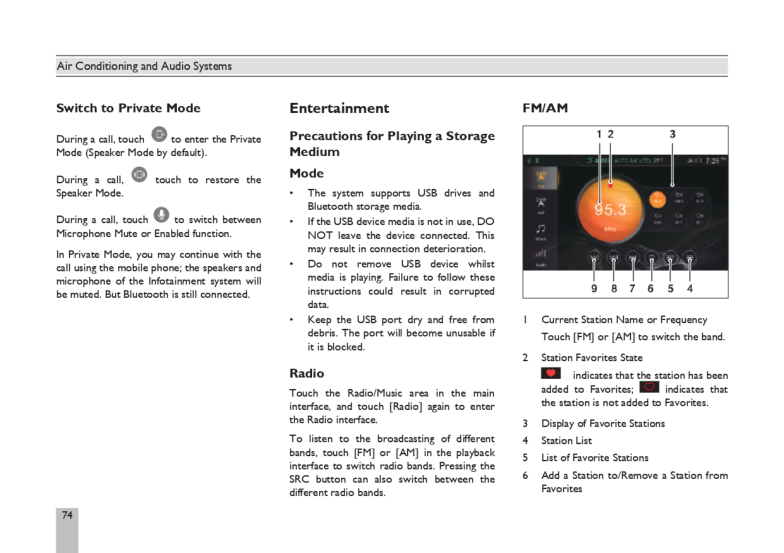 Air Conditioning and Audio Systems
Switch to Private Mode
During a call, touch to enter the Private
Mode (Speaker Mode by default).
During a call, touch to restore the
Speaker Mode.
During a call, touch to switch between
Microphone Mute or Enabled function.
In Private Mode, you may continue with the
call using the mobile phone; the speakers and
microphone of the Infotainment system will
be muted. But Bluetooth is still connected.
Entertainment
Precautions for Playing a Storage
Medium
Mode
• The system supports USB drives and
Bluetooth storage media.
• If the USB device media is not in use, DO
NOT leave the device connected. This
may result in connection deterioration.
• Do not remove USB device whilst
media is playing. Failure to follow these
instructions could result in corrupted
data.
• Keep the USB port dry and free from
debris. The port will become unusable if
it is blocked.
Radio
Touch the Radio/Music area in the main
interface, and touch [Radio] again to enter
the Radio interface.
To listen to the broadcasting of different
bands, touch [FM] or [AM] in the playback
interface to switch radio bands. Pressing the
SRC button can also switch between the
different radio bands.
FM/AM
1 2 3
7:25
95.3
MHz
9 8 7 6 5 4
1 Current Station Name or Frequency
Touch [FM] or [AM] to switch the band.
2 Station Favorites State
indicates that the station has been
added to Favorites; indicates that
the station is not added to Favorites.
3 Display of Favorite Stations
4 Station List
5 List of Favorite Stations
6 Add a Station to/Remove a Station from
Favorites
74